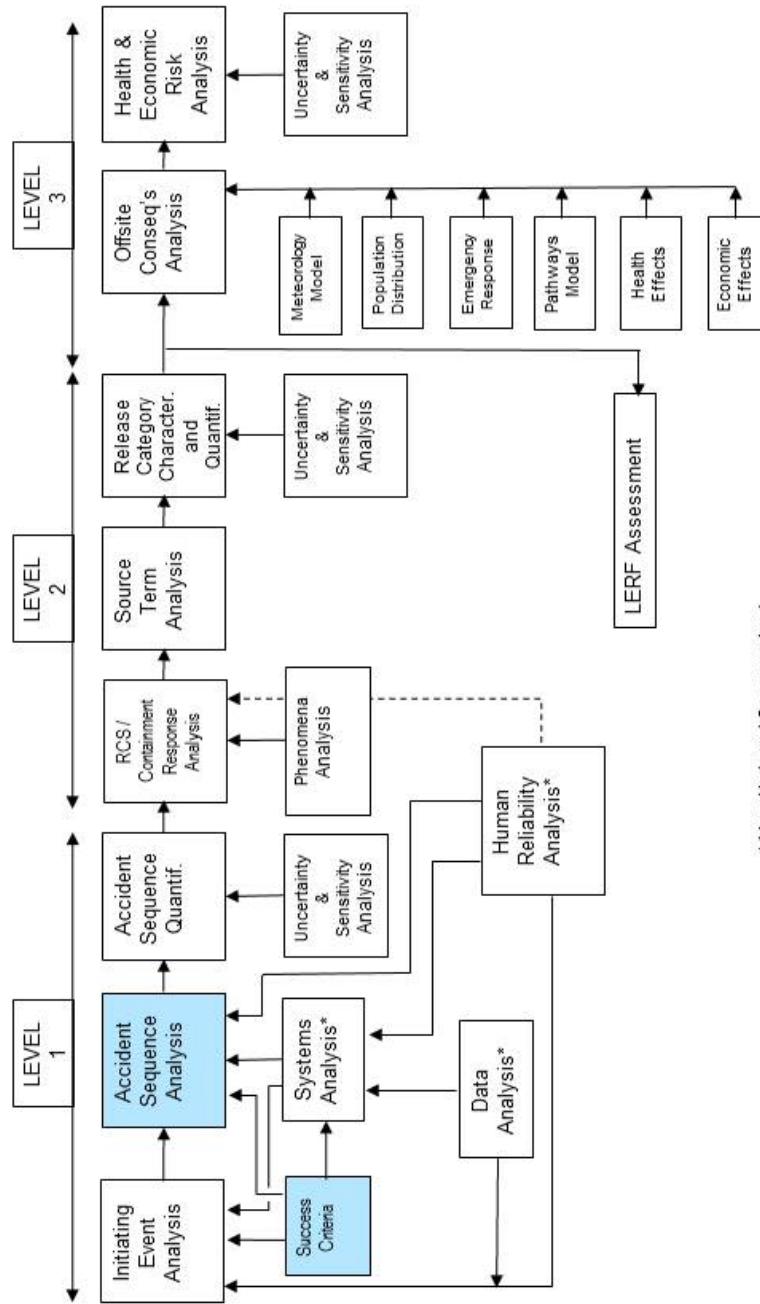 LEVEL
1
LEVEL
2
LEVEL
3
Initiating
Event
Analysis
Accident
Sequence
Analysis
Accident
Sequence
Quantif.
RCS /
Containment
Response
Analysis
Source
Term
Analysis
Release
Category
Character.
and
Quantif.
Offsite
Conseq's
Analysis
Health &
Economic
Risk
Analysis
Success
Criteria
Systems
Analysis*
Uncertainty
&
Sensitivity
Analysis
Phenomena
Analysis
Uncertainty
&
Sensitivity
Analysis
Uncertainty
&
Sensitivity
Analysis
Meteorology
Model
Population
Distribution
Emergency
Response
Pathways
Model
Health
Effects
Economic
Effects
Data
Analysis*
Human
Reliability
Analysis*
LERF Assessment